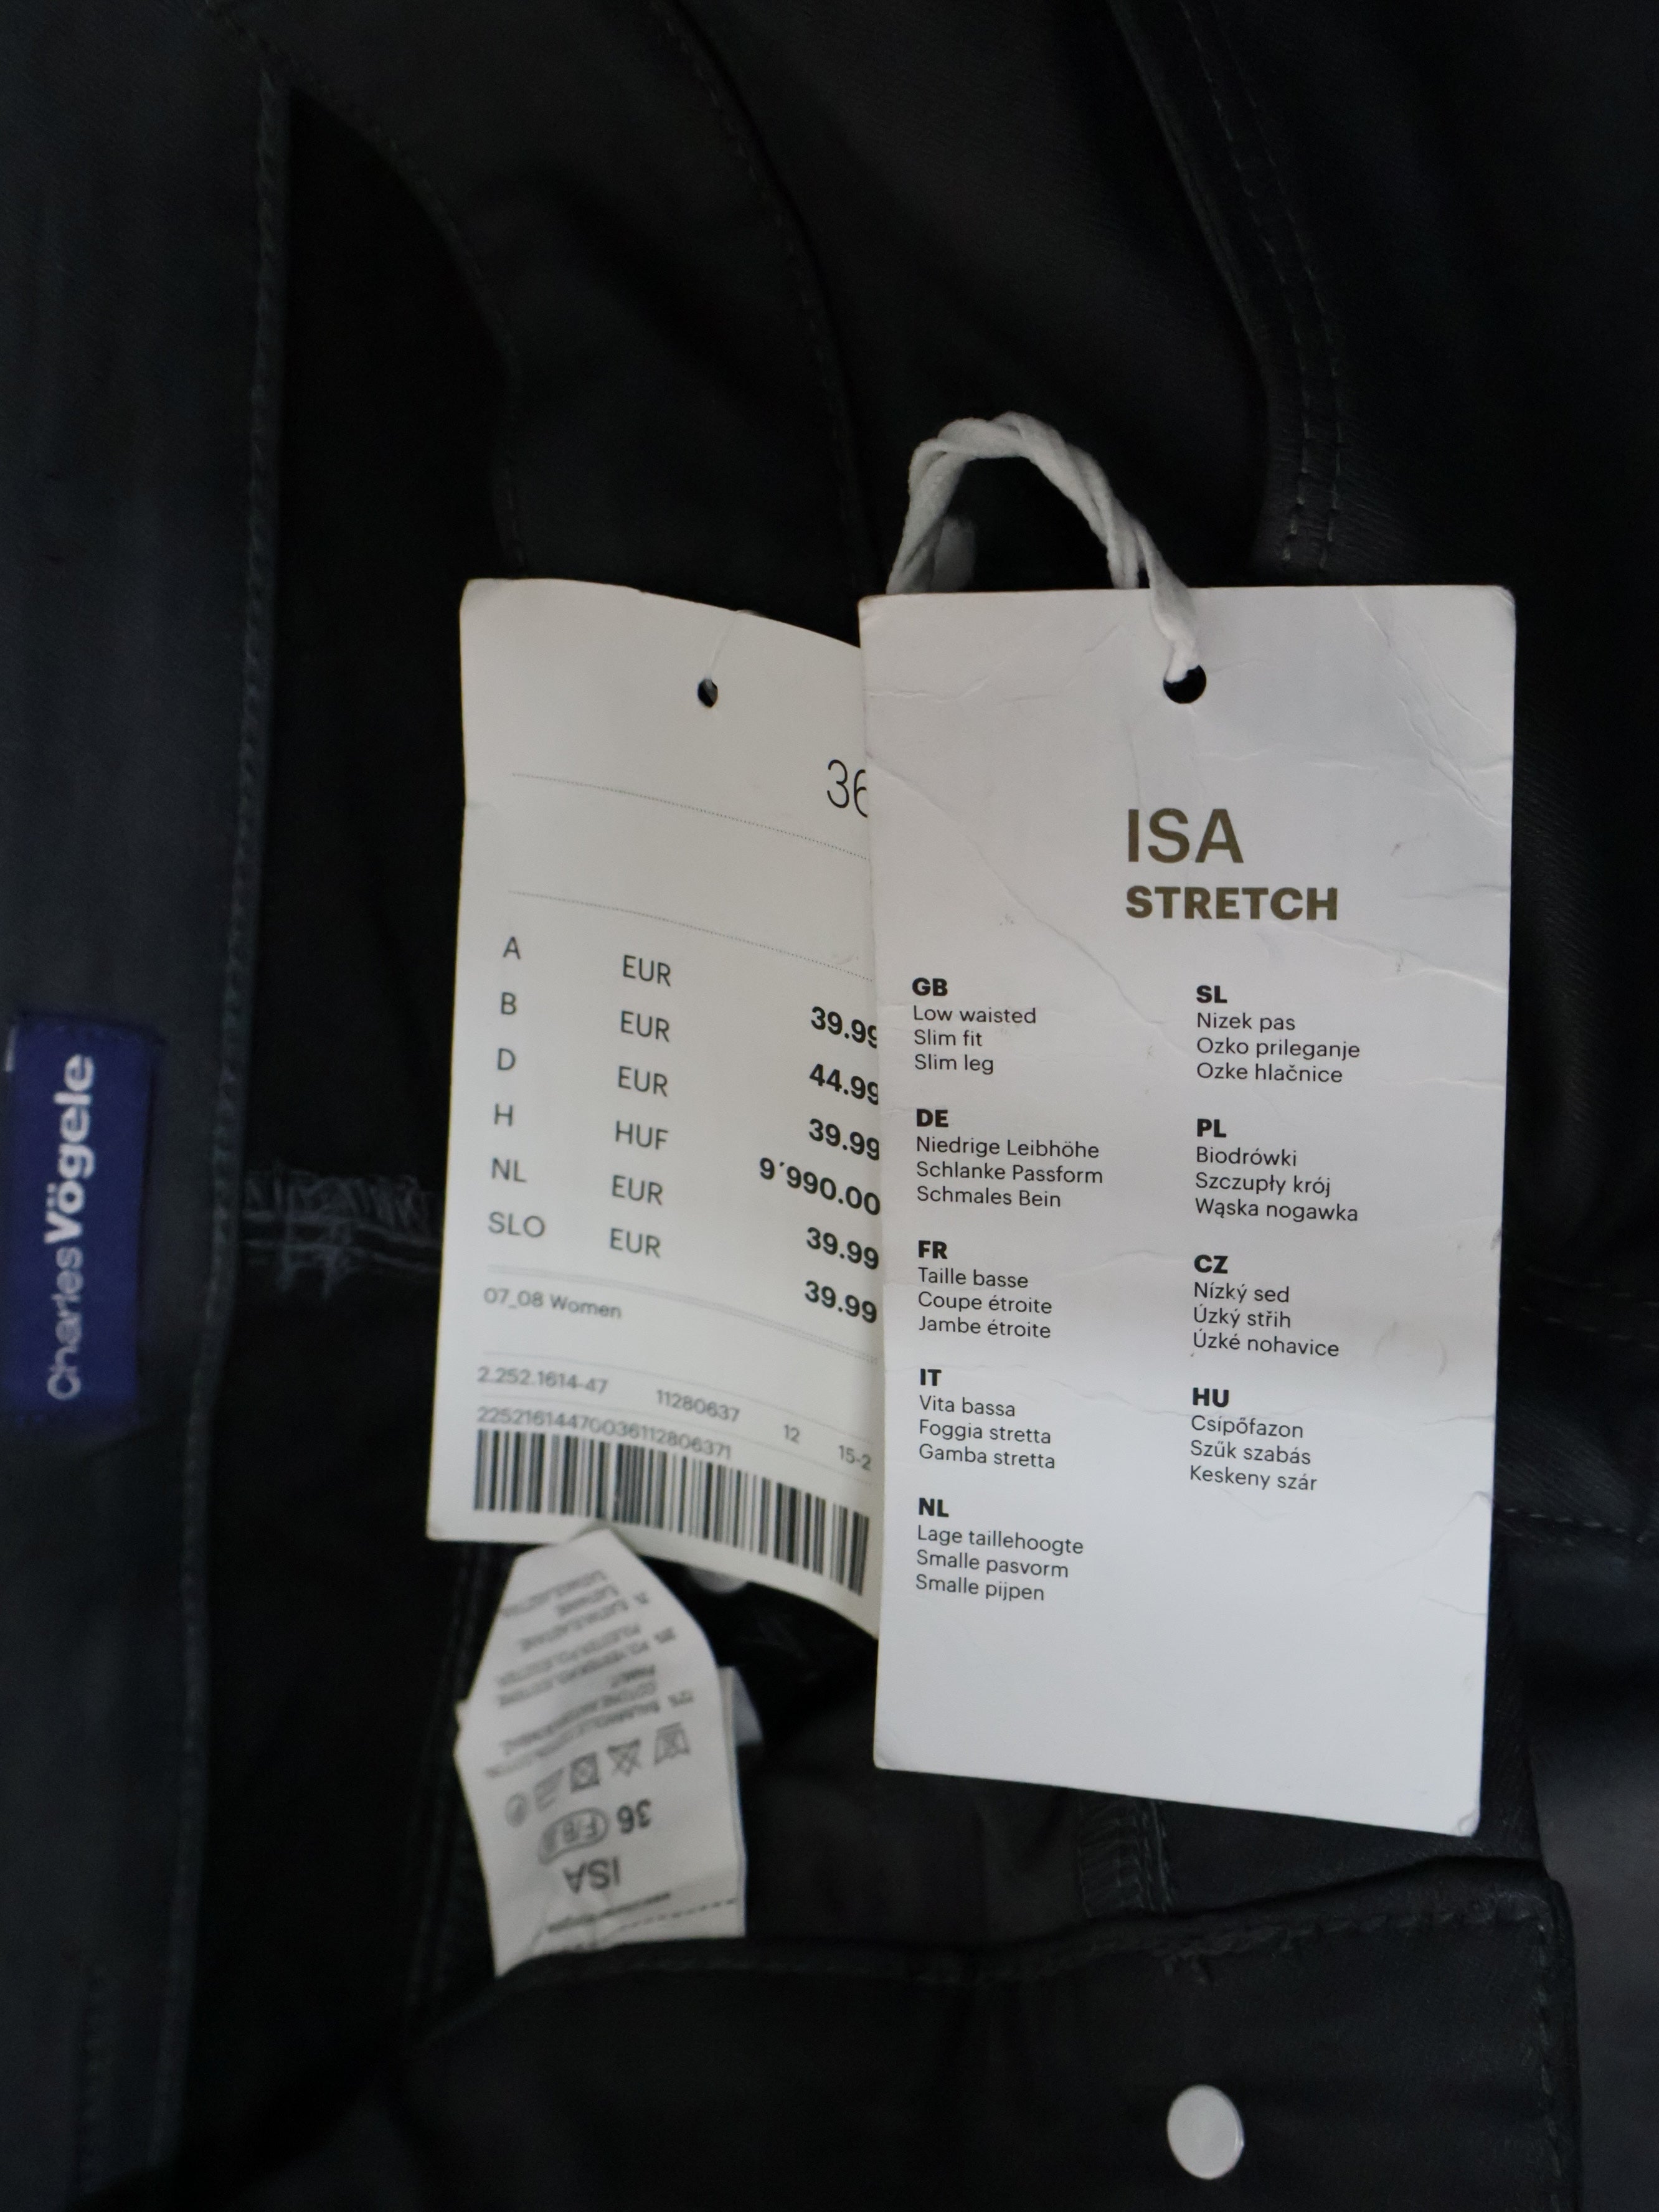 CharlesVögele
36
A EUR 39.99
B EUR 44.99
D EUR 39.99
H HUF 9´990.00
NL EUR 39.99
SLO EUR 39.99
07_08 Women
2.252.1614-47 11280637 12 15-2
22521614470036112806371
ISA
STRETCH
GB
Low waisted
Slim fit
Slim leg
DE
Niedrige Leibhöhe
Schlanke Passform
Schmales Bein
FR
Taille basse
Coupe étroite
Jambe étroite
IT
Vita bassa
Foggia stretta
Gamba stretta
NL
Lage taillehoogte
Smalle pasvorm
Smalle pijpen
SL
Nizek pas
Ozko prileganje
Ozke hlačnice
PL
Biodrówki
Szczupły krój
Wąska nogawka
CZ
Nízký sed
Úzký střih
Úzké nohavice
HU
Csípőfazon
Szűk szabás
Keskeny szár
ISA
36